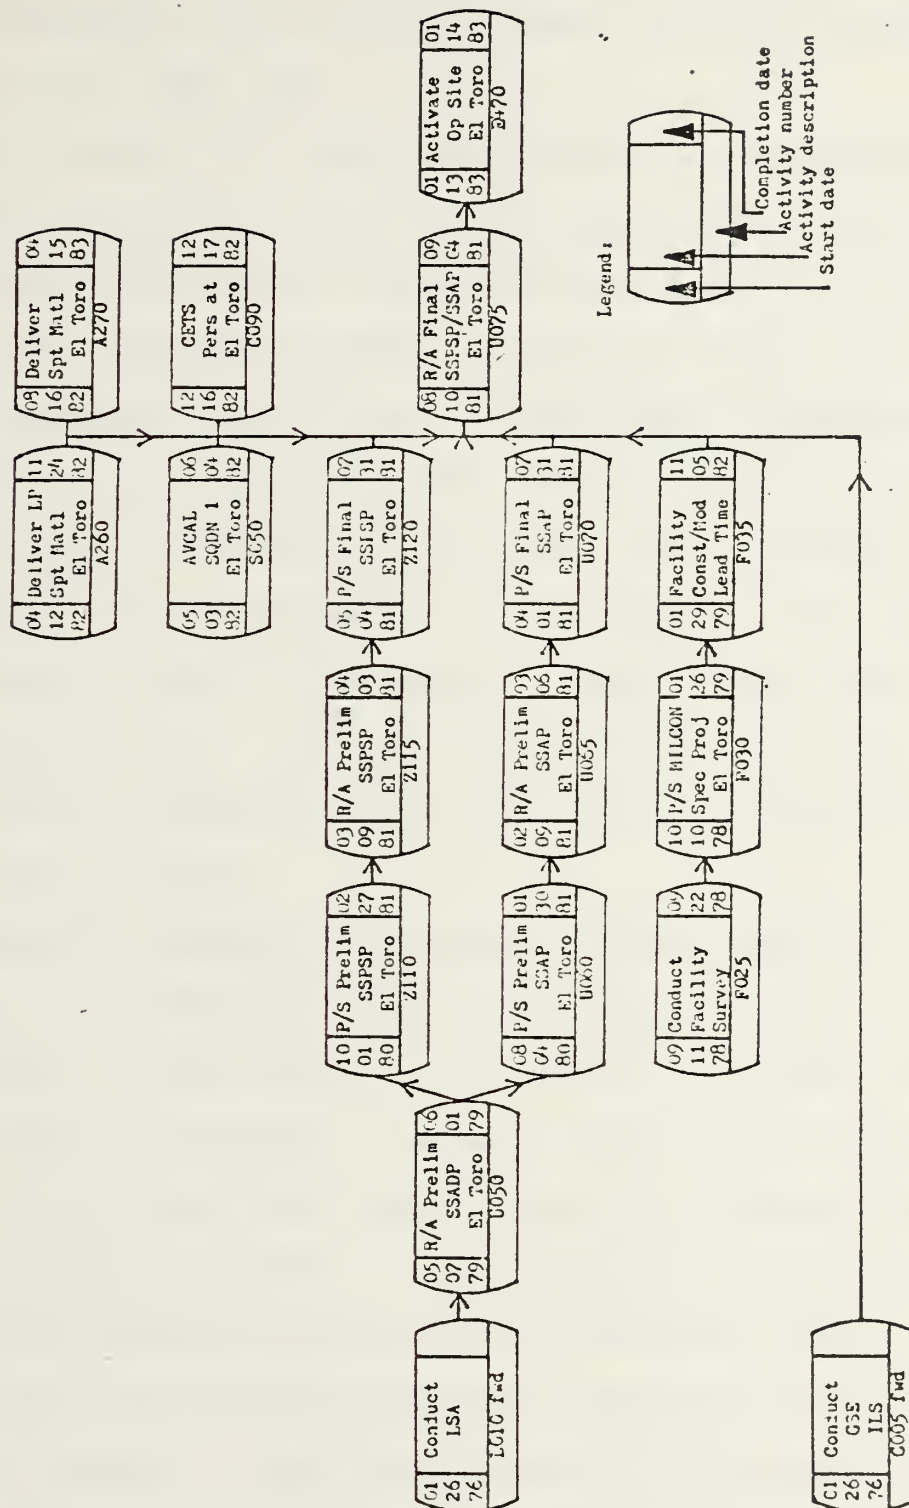 01 Conduct
26 LSA
76
L010 fwd
C1 Conduct
26 GSE
76 ILS
C005 fwd
05 R/A Prelim 06
07 SSADP 01
79 El Toro 79
U050
10 P/S Prelim 02
01 SSPSP 27
80 El Toro 81
Z110
08 P/S Prelim 01
04 SSAP 30
80 El Toro 81
U060
09 Conduct 09
11 Facility 22
78 Survey 78
F025
03 R/A Prelim 04
09 SSPSP 03
81 El Toro 81
Z115
02 R/A Prelim 03
09 SSAP 06
81 El Toro 81
U065
10 P/S MILCON 01
10 Spec Proj 26
78 El Toro 79
F030
04 Deliver LP 11
12 Spt Matl 24
82 El Toro 82
A260
05 AVCAL 06
03 SQDN 1 04
82 El Toro 82
S050
05 P/S Final 07
04 SSPSP 31
81 El Toro 81
Z120
04 P/S Final 07
01 SSAP 31
81 El Toro 81
U070
01 Facility 11
29 Const/Mod 05
79 Lead Time 82
F035
08 Deliver 04
16 Spt Matl 15
82 El Toro 83
A270
12 CETS 12
16 Pers at 17
82 El Toro 82
C090
08 R/A Final 09
10 SSPSP/SSAP 04
81 El Toro 81
U075
01 Activate 01
13 Op Site 14
83 El Toro 83
Legend:
Completion date
Activity number
Activity description
Start date